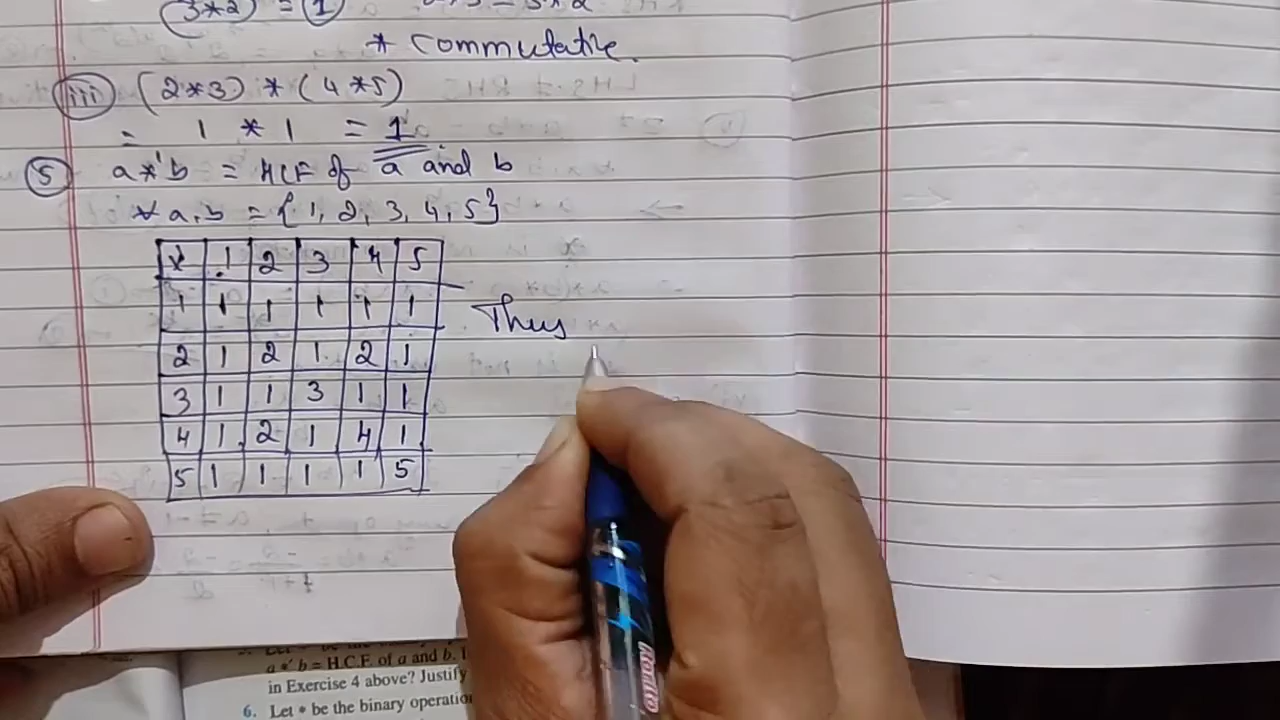 (3*2) = 1
* commutative.
iii (2*3) * (4*5)
= 1 * 1 = 1
5 a *' b = HCF of a and b
∀ a, b = {1, 2, 3, 4, 5}
* 1 2 3 4 5
1 1 1 1 1 1
2 1 2 1 2 1
3 1 1 3 1 1
4 1 2 1 4 1
5 1 1 1 1 5
Thus
a *' b = H.C.F. of a and b.
in Exercise 4 above? Justify
6. Let * be the binary operation
Reorito